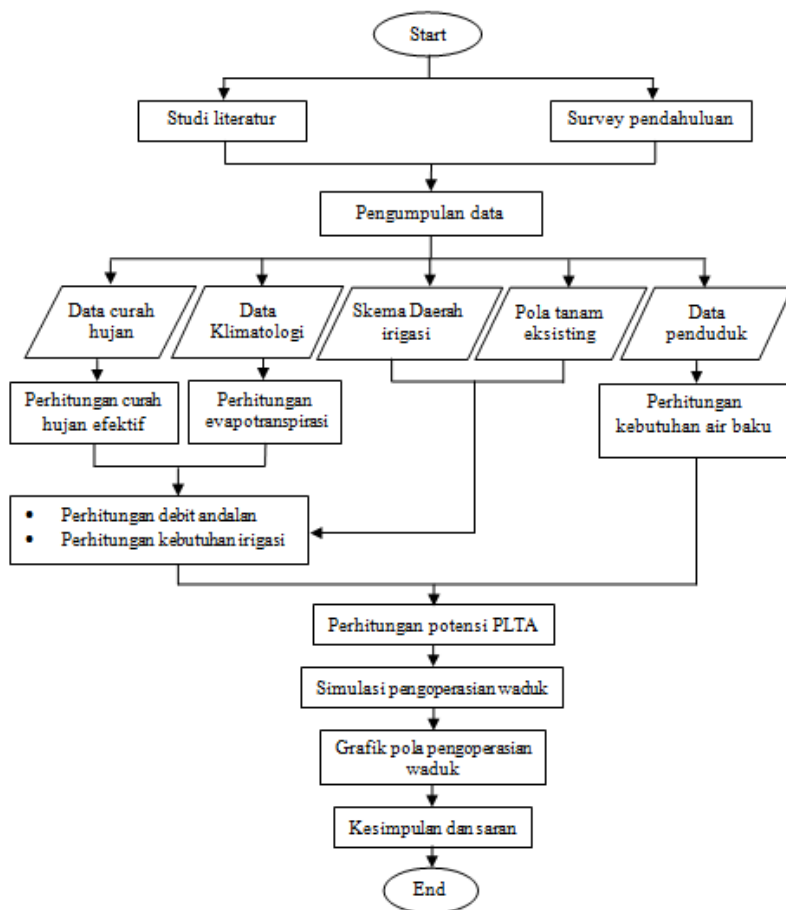 Start
Studi literatur
Survey pendahuluan
Pengumpulan data
Data curah
hujan
Data
Klimatologi
Skema Daerah
irigasi
Pola tanam
eksisting
Data
penduduk
Perhitungan curah
hujan efektif
Perhitungan
evapotranspirasi
Perhitungan
kebutuhan air baku
• Perhitungan debit andalan
• Perhitungan kebutuhan irigasi
Perhitungan potensi PLTA
Simulasi pengoperasian waduk
Grafik pola pengoperasian
waduk
Kesimpulan dan saran
End